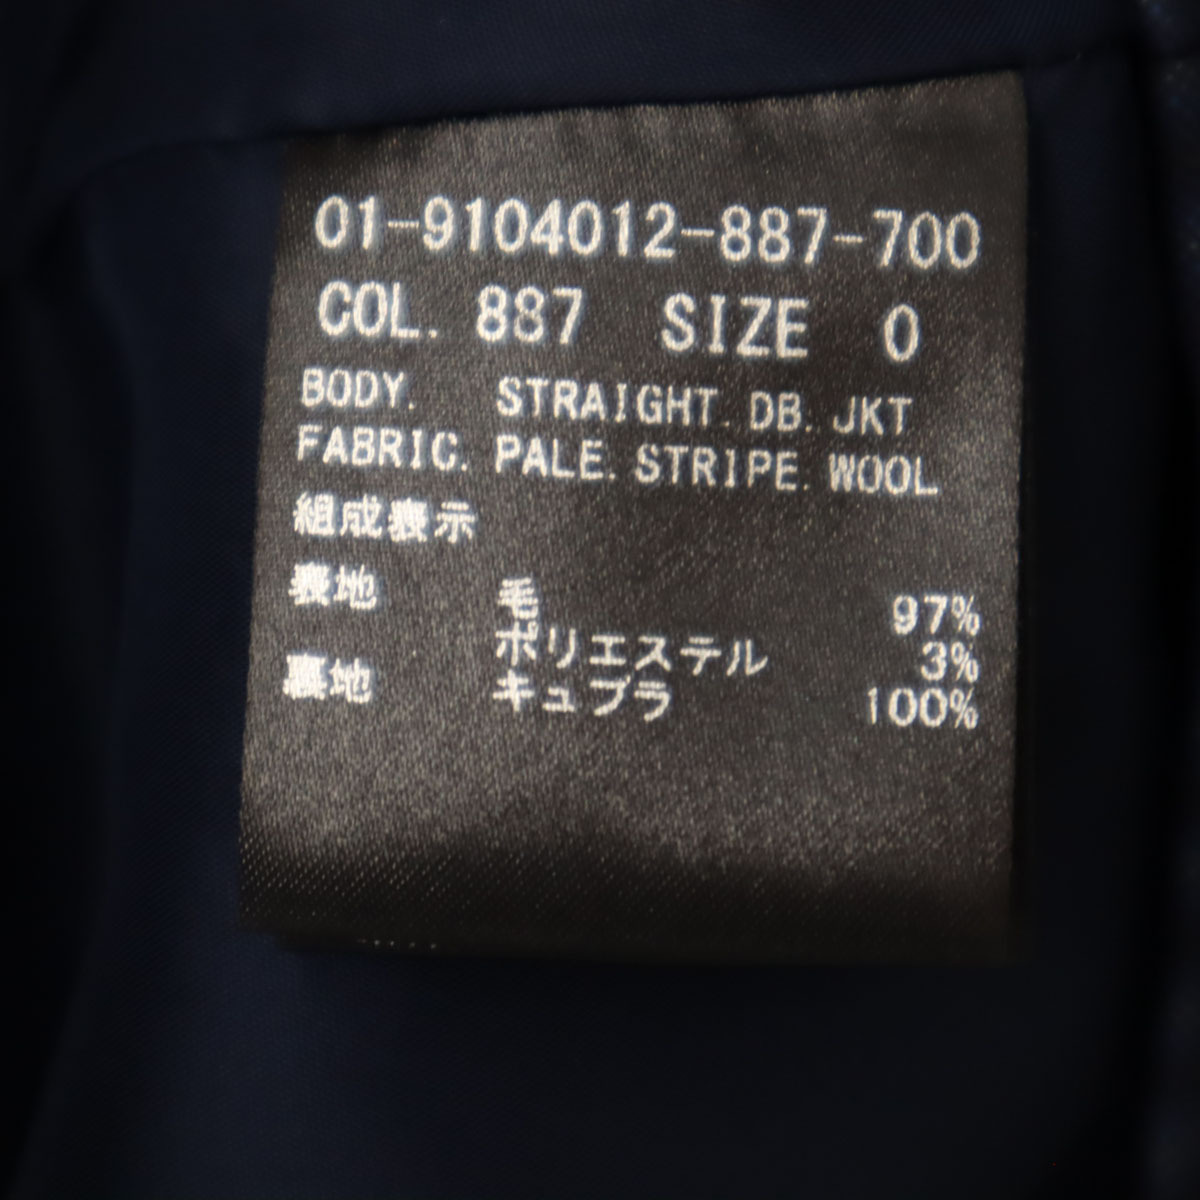 01-9104012-887-700
COL. 887 SIZE 0
BODY. STRAIGHT. DB. JKT
FABRIC. PALE. STRIPE. WOOL
組成表示
表地 毛 97%
ポリエステル 3%
裏地 キュプラ 100%